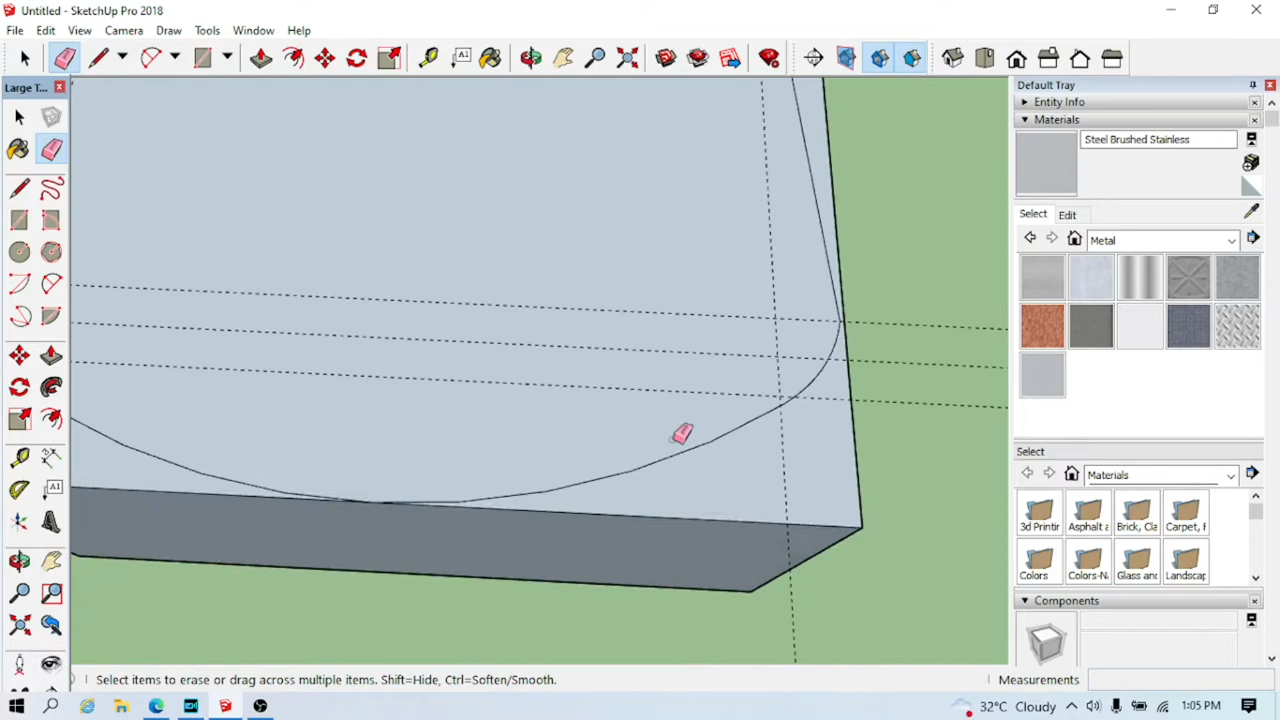 Untitled - SketchUp Pro 2018
File Edit View Camera Draw Tools Window Help
A1
Large T...
A1
Default Tray
Entity Info
Materials
Steel Brushed Stainless
Select Edit
Metal
Select
Materials
3d Printir Asphalt a Brick, Cla Carpet, F
Colors Colors-N Glass and Landscap
Components
Select items to erase or drag across multiple items. Shift=Hide, Ctrl=Soften/Smooth.
Measurements
32°C Cloudy 1:05 PM